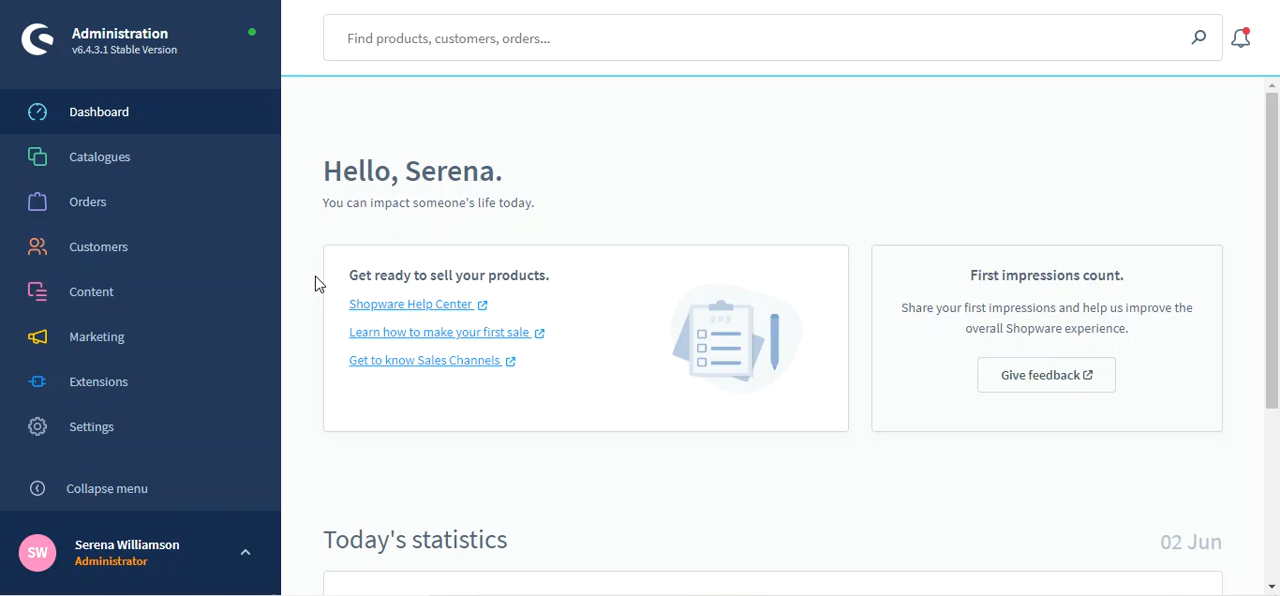 Administration
v6.4.3.1 Stable Version
Dashboard
Catalogues
Orders
Customers
Content
Marketing
Extensions
Settings
Collapse menu
SW
Serena Williamson
Administrator
Find products, customers, orders...
Hello, Serena.
You can impact someone's life today.
Get ready to sell your products.
Shopware Help Center
Learn how to make your first sale
Get to know Sales Channels
First impressions count.
Share your first impressions and help us improve the
overall Shopware experience.
Give feedback
Today's statistics
02 Jun